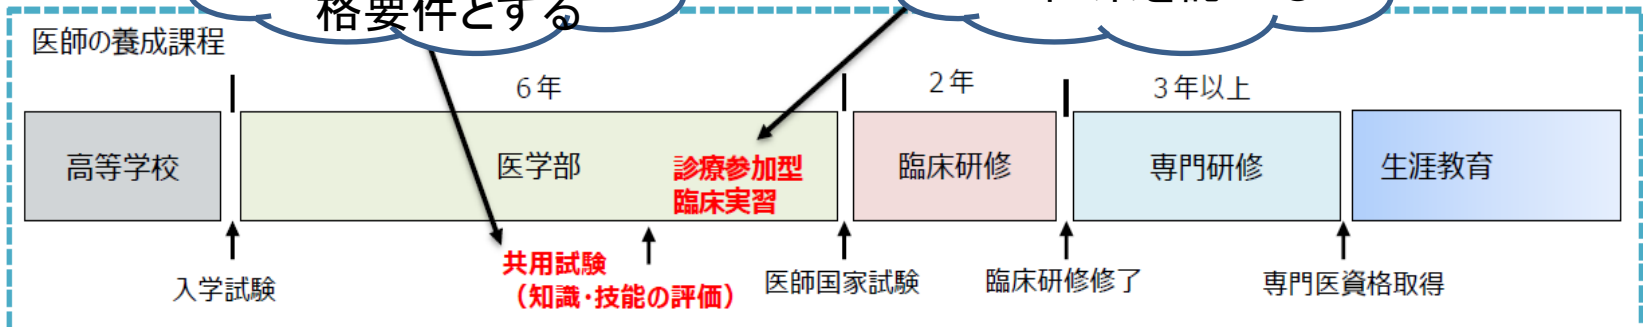 格要件とする
医師の養成課程
6年
2年
3年以上
高等学校
医学部
診療参加型
臨床実習
臨床研修
専門研修
生涯教育
入学試験
共用試験
（知識・技能の評価）
医師国家試験
臨床研修修了
専門医資格取得